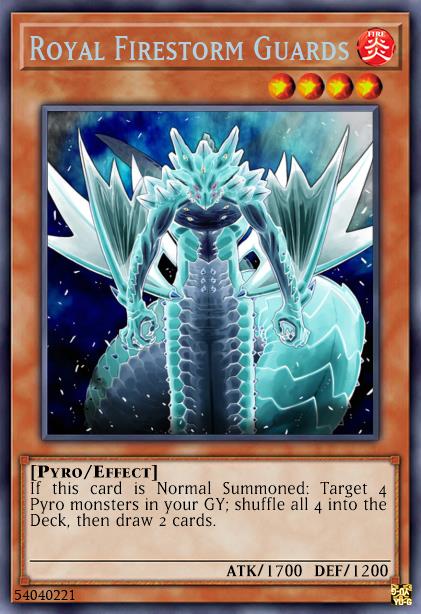 Royal Firestorm Guards
FIRE
炎
[Pyro/Effect]
If this card is Normal Summoned: Target 4
Pyro monsters in your GY; shuffle all 4 into the
Deck, then draw 2 cards.
ATK/1700 DEF/1200
54040221